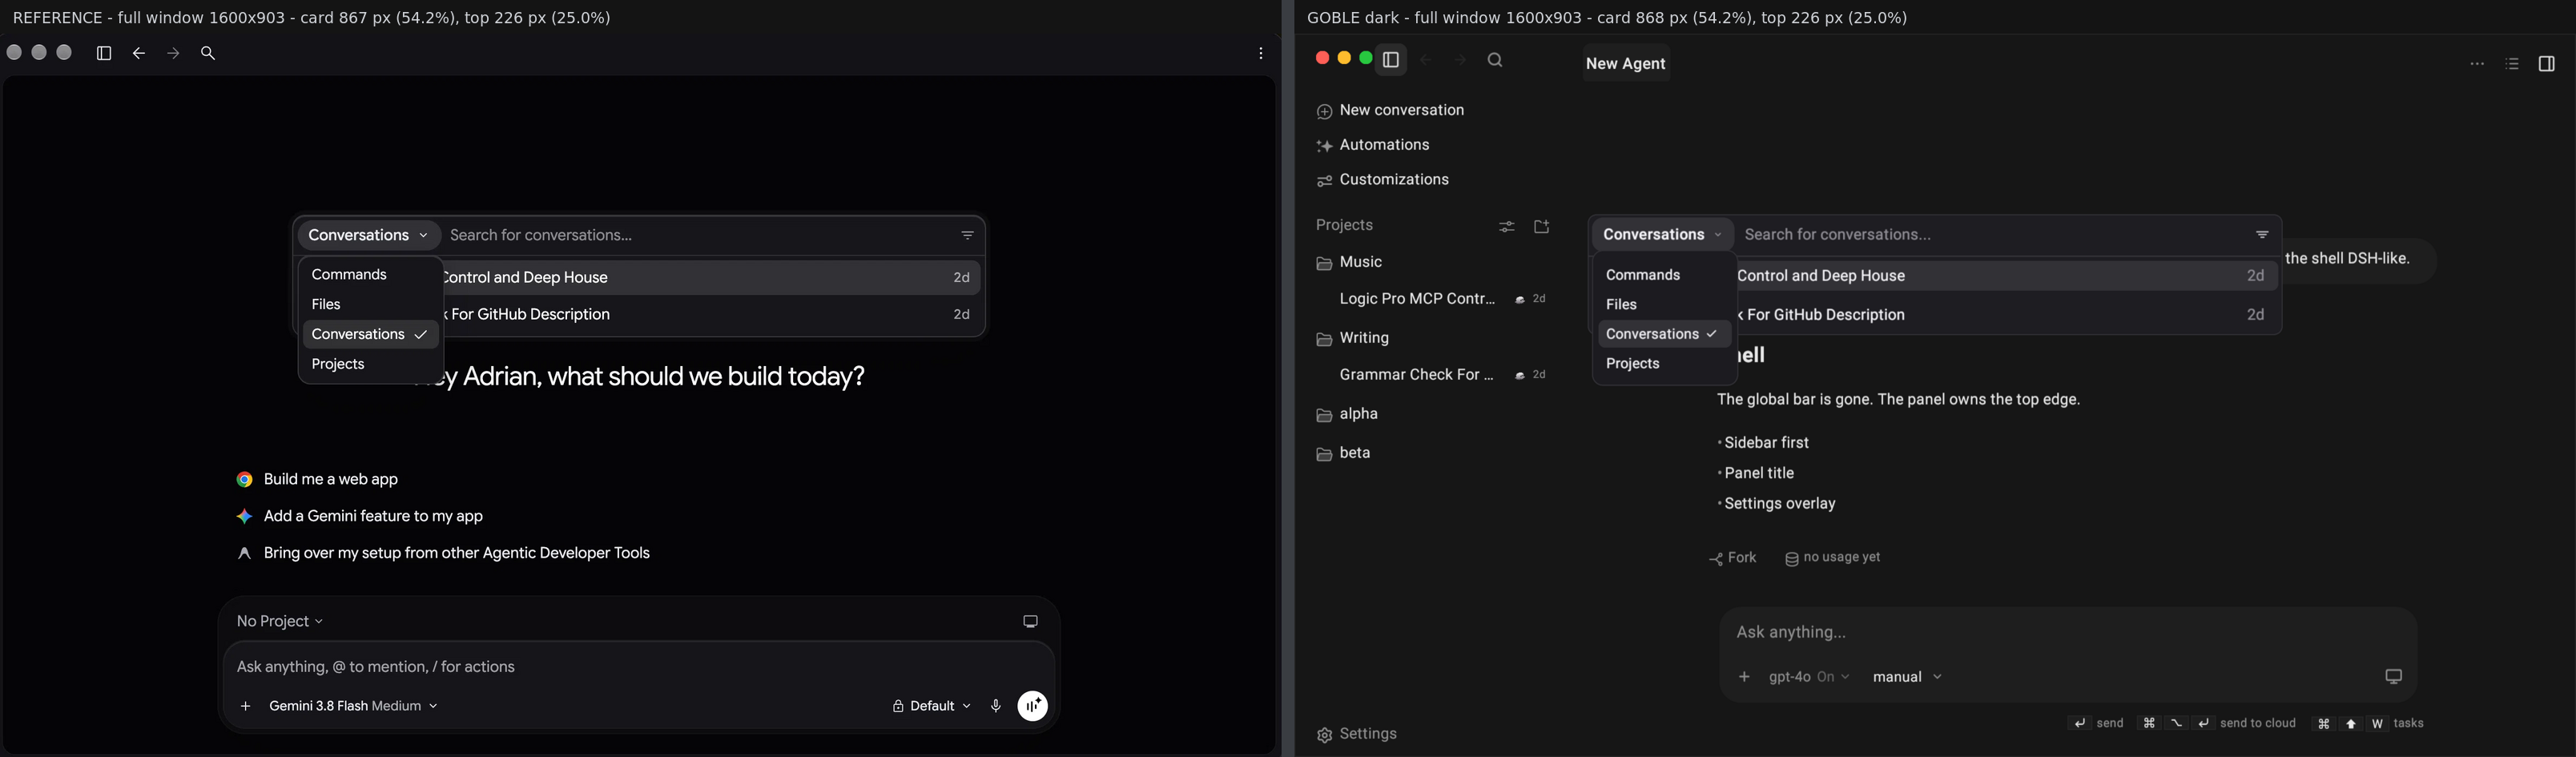 REFERENCE - full window 1600x903 - card 867 px (54.2%), top 226 px (25.0%)
Conversations
Search for conversations...
Commands
Control and Deep House
2d
Files
For GitHub Description
2d
Conversations
Projects
ey Adrian, what should we build today?
Build me a web app
Add a Gemini feature to my app
Bring over my setup from other Agentic Developer Tools
No Project
Ask anything, @ to mention, / for actions
+ Gemini 3.8 Flash Medium
Default
GOBLE dark - full window 1600x903 - card 868 px (54.2%), top 226 px (25.0%)
New Agent
New conversation
Automations
Customizations
Projects
Music
Logic Pro MCP Contr...
2d
Writing
Grammar Check For ...
2d
alpha
beta
Settings
Conversations
Search for conversations...
the shell DSH-like.
Commands
Control and Deep House
2d
Files
For GitHub Description
2d
Conversations
Projects
ell
The global bar is gone. The panel owns the top edge.
• Sidebar first
• Panel title
• Settings overlay
Fork
no usage yet
Ask anything...
+ gpt-4o On
manual
↵ send ⌘ ⌥ ↵ send to cloud ⌘ ⬆ W tasks